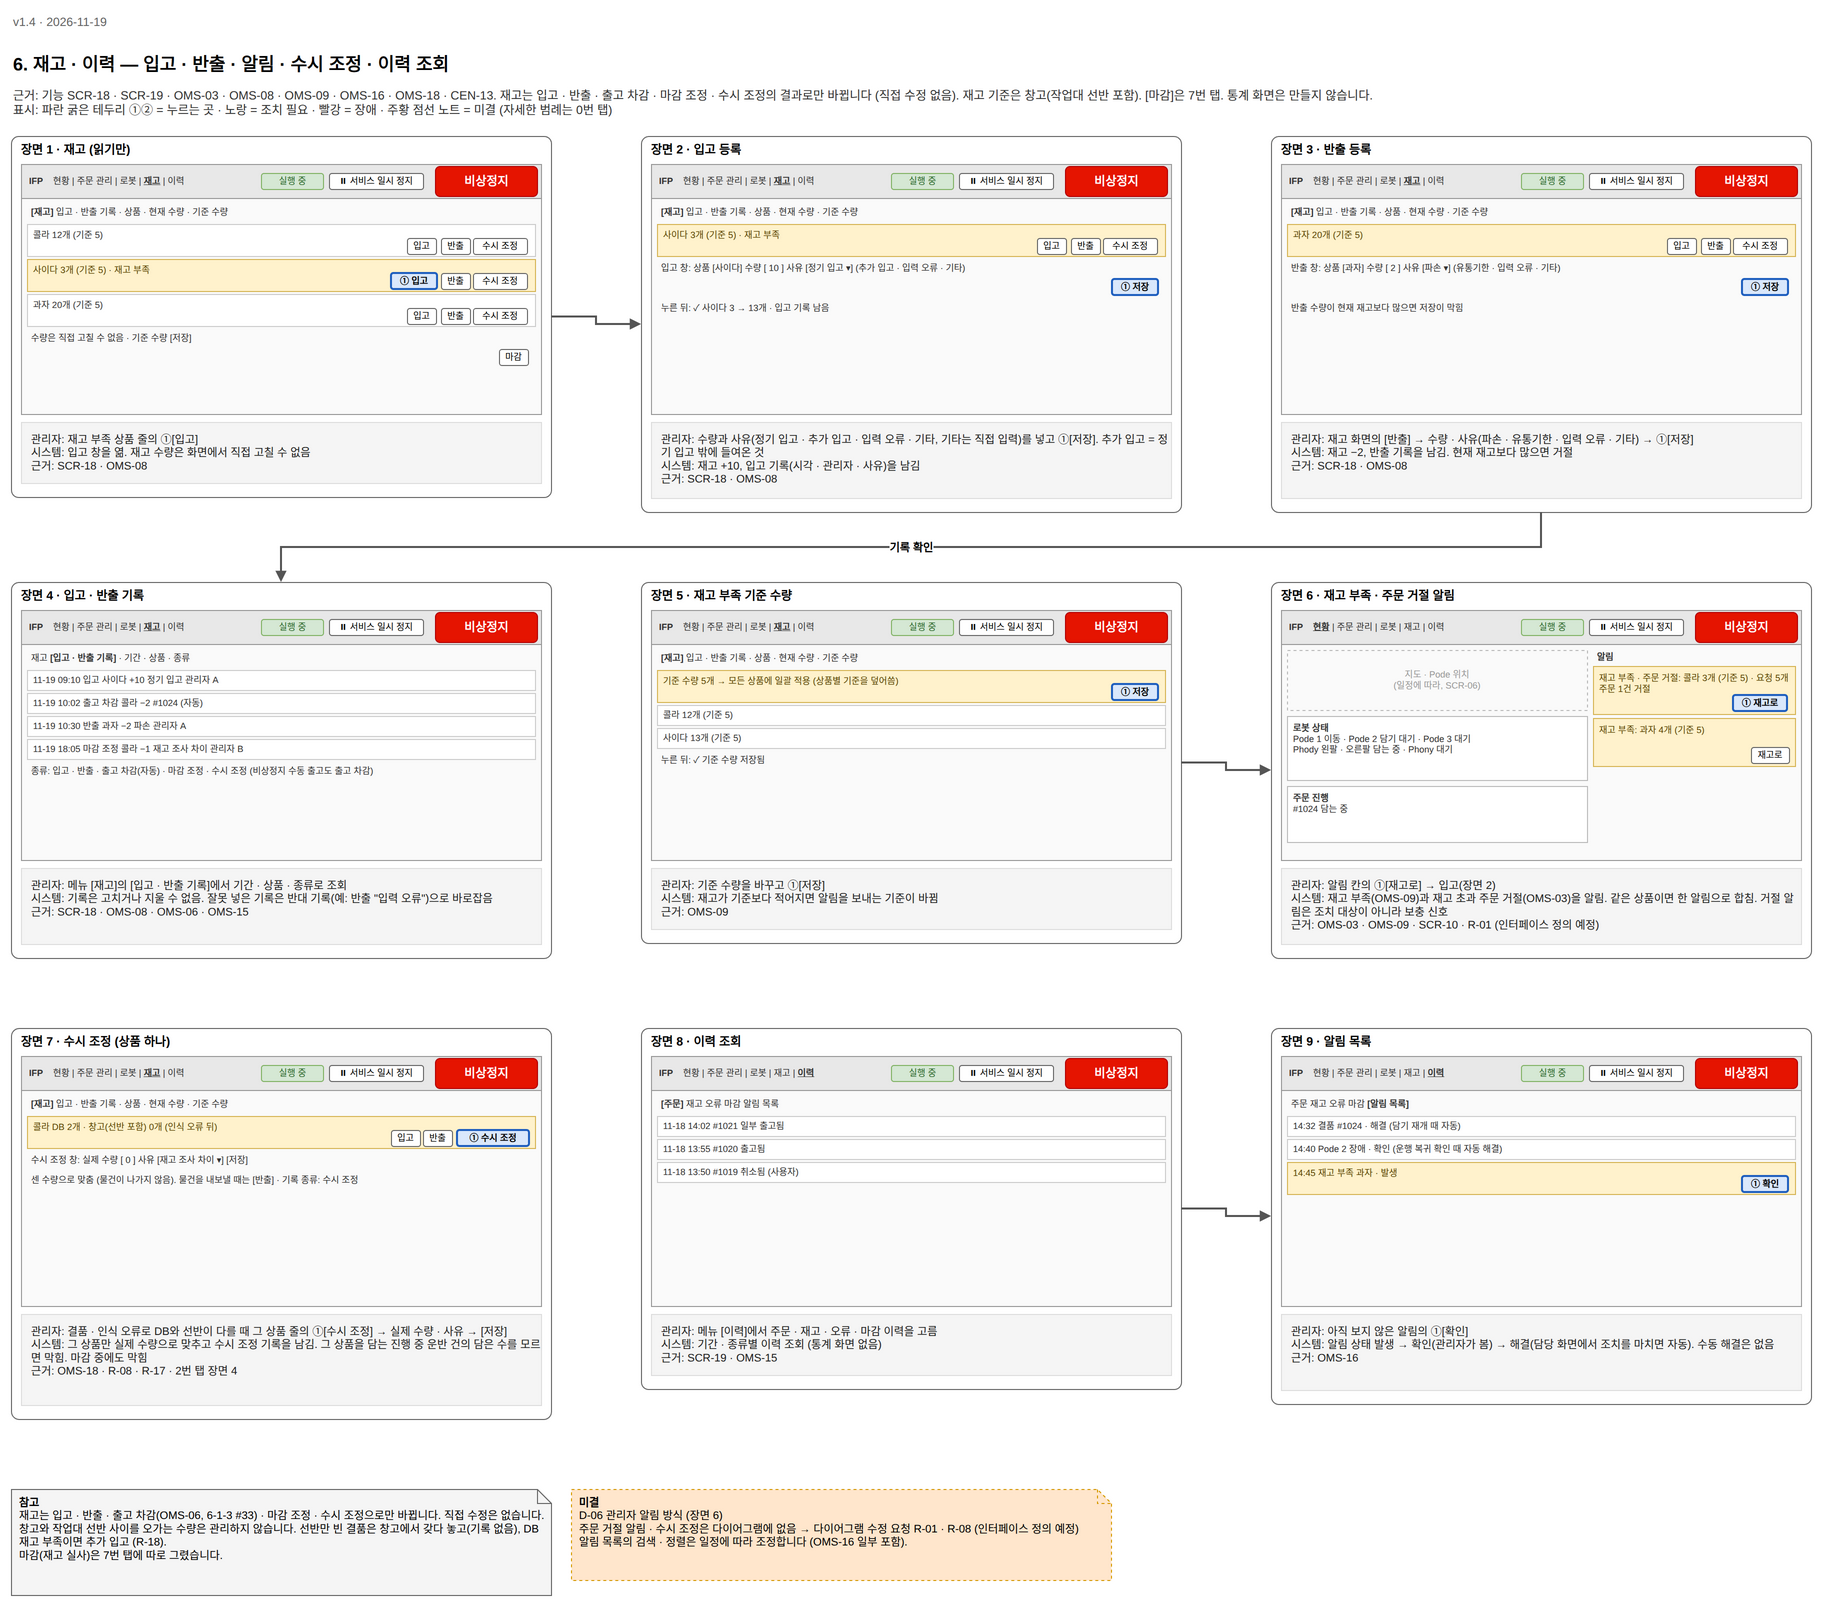 v1.4 · 2026-11-19
6. 재고 · 이력 — 입고 · 반출 · 알림 · 수시 조정 · 이력 조회
근거: 기능 SCR-18 · SCR-19 · OMS-03 · OMS-08 · OMS-09 · OMS-16 · OMS-18 · CEN-13. 재고는 입고 · 반출 · 출고 차감 · 마감 조정 · 수시 조정의 결과로만 바뀝니다 (직접 수정 없음). 재고 기준은 창고(작업대 선반 포함). [마감]은 7번 탭. 통계 화면은 만들지 않습니다.
표시: 파란 굵은 테두리 ①② = 누르는 곳 · 노랑 = 조치 필요 · 빨강 = 장애 · 주황 점선 노트 = 미결 (자세한 범례는 0번 탭)
장면 1 · 재고 (읽기만)
IFP 현황 | 주문 관리 | 로봇 | 재고 | 이력 실행 중 ⏸ 서비스 일시 정지 비상정지
[재고] 입고 · 반출 기록 · 상품 · 현재 수량 · 기준 수량
콜라 12개 (기준 5)
입고 반출 수시 조정
사이다 3개 (기준 5) · 재고 부족
① 입고 반출 수시 조정
과자 20개 (기준 5)
입고 반출 수시 조정
수량은 직접 고칠 수 없음 · 기준 수량 [저장]
마감
관리자: 재고 부족 상품 줄의 ①[입고]
시스템: 입고 창을 엶. 재고 수량은 화면에서 직접 고칠 수 없음
근거: SCR-18 · OMS-08
장면 2 · 입고 등록
IFP 현황 | 주문 관리 | 로봇 | 재고 | 이력 실행 중 ⏸ 서비스 일시 정지 비상정지
[재고] 입고 · 반출 기록 · 상품 · 현재 수량 · 기준 수량
사이다 3개 (기준 5) · 재고 부족
입고 반출 수시 조정
입고 창: 상품 [사이다] 수량 [ 10 ] 사유 [정기 입고 ▾] (추가 입고 · 입력 오류 · 기타)
① 저장
누른 뒤: ✓ 사이다 3 → 13개 · 입고 기록 남음
관리자: 수량과 사유(정기 입고 · 추가 입고 · 입력 오류 · 기타, 기타는 직접 입력)를 넣고 ①[저장]. 추가 입고 = 정
기 입고 밖에 들여온 것
시스템: 재고 +10, 입고 기록(시각 · 관리자 · 사유)을 남김
근거: SCR-18 · OMS-08
장면 3 · 반출 등록
IFP 현황 | 주문 관리 | 로봇 | 재고 | 이력 실행 중 ⏸ 서비스 일시 정지 비상정지
[재고] 입고 · 반출 기록 · 상품 · 현재 수량 · 기준 수량
과자 20개 (기준 5)
입고 반출 수시 조정
반출 창: 상품 [과자] 수량 [ 2 ] 사유 [파손 ▾] (유통기한 · 입력 오류 · 기타)
① 저장
반출 수량이 현재 재고보다 많으면 저장이 막힘
관리자: 재고 화면의 [반출] → 수량 · 사유(파손 · 유통기한 · 입력 오류 · 기타) → ①[저장]
시스템: 재고 −2, 반출 기록을 남김. 현재 재고보다 많으면 거절
근거: SCR-18 · OMS-08
기록 확인
장면 4 · 입고 · 반출 기록
IFP 현황 | 주문 관리 | 로봇 | 재고 | 이력 실행 중 ⏸ 서비스 일시 정지 비상정지
재고 [입고 · 반출 기록] · 기간 · 상품 · 종류
11-19 09:10 입고 사이다 +10 정기 입고 관리자 A
11-19 10:02 출고 차감 콜라 −2 #1024 (자동)
11-19 10:30 반출 과자 −2 파손 관리자 A
11-19 18:05 마감 조정 콜라 −1 재고 조사 차이 관리자 B
종류: 입고 · 반출 · 출고 차감(자동) · 마감 조정 · 수시 조정 (비상정지 수동 출고도 출고 차감)
관리자: 메뉴 [재고]의 [입고 · 반출 기록]에서 기간 · 상품 · 종류로 조회
시스템: 기록은 고치거나 지울 수 없음. 잘못 넣은 기록은 반대 기록(예: 반출 "입력 오류")으로 바로잡음
근거: SCR-18 · OMS-08 · OMS-06 · OMS-15
장면 5 · 재고 부족 기준 수량
IFP 현황 | 주문 관리 | 로봇 | 재고 | 이력 실행 중 ⏸ 서비스 일시 정지 비상정지
[재고] 입고 · 반출 기록 · 상품 · 현재 수량 · 기준 수량
기준 수량 5개 → 모든 상품에 일괄 적용 (상품별 기준을 덮어씀)
① 저장
콜라 12개 (기준 5)
사이다 13개 (기준 5)
누른 뒤: ✓ 기준 수량 저장됨
관리자: 기준 수량을 바꾸고 ①[저장]
시스템: 재고가 기준보다 적어지면 알림을 보내는 기준이 바뀜
근거: OMS-09
장면 6 · 재고 부족 · 주문 거절 알림
IFP 현황 | 주문 관리 | 로봇 | 재고 | 이력 실행 중 ⏸ 서비스 일시 정지 비상정지
지도 · Pode 위치
(일정에 따라, SCR-06)
로봇 상태
Pode 1 이동 · Pode 2 담기 대기 · Pode 3 대기
Phody 왼팔 · 오른팔 담는 중 · Phony 대기
주문 진행
#1024 담는 중
알림
재고 부족 · 주문 거절: 콜라 3개 (기준 5) · 요청 5개
주문 1건 거절
① 재고로
재고 부족: 과자 4개 (기준 5)
재고로
관리자: 알림 칸의 ①[재고로] → 입고(장면 2)
시스템: 재고 부족(OMS-09)과 재고 초과 주문 거절(OMS-03)을 알림. 같은 상품이면 한 알림으로 합침. 거절 알
림은 조치 대상이 아니라 보충 신호
근거: OMS-03 · OMS-09 · SCR-10 · R-01 (인터페이스 정의 예정)
장면 7 · 수시 조정 (상품 하나)
IFP 현황 | 주문 관리 | 로봇 | 재고 | 이력 실행 중 ⏸ 서비스 일시 정지 비상정지
[재고] 입고 · 반출 기록 · 상품 · 현재 수량 · 기준 수량
콜라 DB 2개 · 창고(선반 포함) 0개 (인식 오류 뒤)
입고 반출 ① 수시 조정
수시 조정 창: 실제 수량 [ 0 ] 사유 [재고 조사 차이 ▾] [저장]
센 수량으로 맞춤 (물건이 나가지 않음). 물건을 내보낼 때는 [반출] · 기록 종류: 수시 조정
관리자: 결품 · 인식 오류로 DB와 선반이 다를 때 그 상품 줄의 ①[수시 조정] → 실제 수량 · 사유 → [저장]
시스템: 그 상품만 실제 수량으로 맞추고 수시 조정 기록을 남김. 그 상품을 담는 진행 중 운반 건의 담은 수를 모르
면 막힘. 마감 중에도 막힘
근거: OMS-18 · R-08 · R-17 · 2번 탭 장면 4
장면 8 · 이력 조회
IFP 현황 | 주문 관리 | 로봇 | 재고 | 이력 실행 중 ⏸ 서비스 일시 정지 비상정지
[주문] 재고 오류 마감 알림 목록
11-18 14:02 #1021 일부 출고됨
11-18 13:55 #1020 출고됨
11-18 13:50 #1019 취소됨 (사용자)
관리자: 메뉴 [이력]에서 주문 · 재고 · 오류 · 마감 이력을 고름
시스템: 기간 · 종류별 이력 조회 (통계 화면 없음)
근거: SCR-19 · OMS-15
장면 9 · 알림 목록
IFP 현황 | 주문 관리 | 로봇 | 재고 | 이력 실행 중 ⏸ 서비스 일시 정지 비상정지
주문 재고 오류 마감 [알림 목록]
14:32 결품 #1024 · 해결 (담기 재개 때 자동)
14:40 Pode 2 장애 · 확인 (운행 복귀 확인 때 자동 해결)
14:45 재고 부족 과자 · 발생
① 확인
관리자: 아직 보지 않은 알림의 ①[확인]
시스템: 알림 상태 발생 → 확인(관리자가 봄) → 해결(담당 화면에서 조치를 마치면 자동). 수동 해결은 없음
근거: OMS-16
참고
재고는 입고 · 반출 · 출고 차감(OMS-06, 6-1-3 #33) · 마감 조정 · 수시 조정으로만 바뀝니다. 직접 수정은 없습니다.
창고와 작업대 선반 사이를 오가는 수량은 관리하지 않습니다. 선반만 빈 결품은 창고에서 갖다 놓고(기록 없음), DB
재고 부족이면 추가 입고 (R-18).
마감(재고 실사)은 7번 탭에 따로 그렸습니다.
미결
D-06 관리자 알림 방식 (장면 6)
주문 거절 알림 · 수시 조정은 다이어그램에 없음 → 다이어그램 수정 요청 R-01 · R-08 (인터페이스 정의 예정)
알림 목록의 검색 · 정렬은 일정에 따라 조정합니다 (OMS-16 일부 포함).